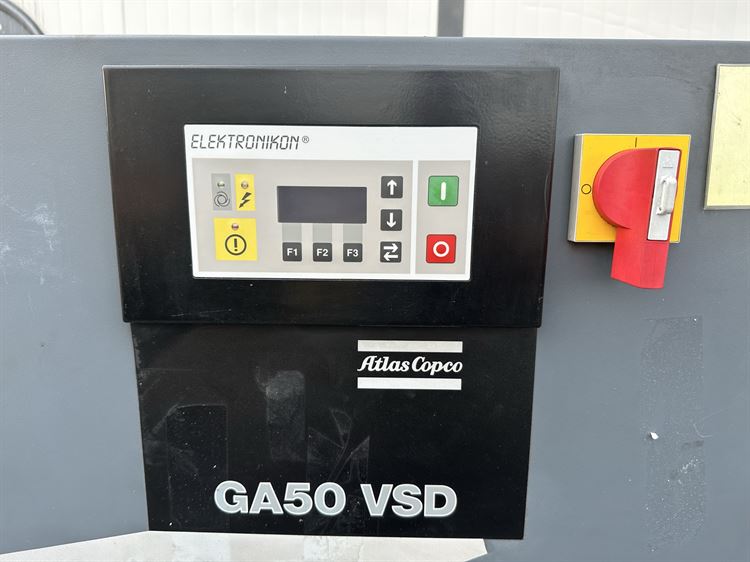 ELEKTRONIKON®
F1 F2 F3
Atlas Copco
GA50 VSD